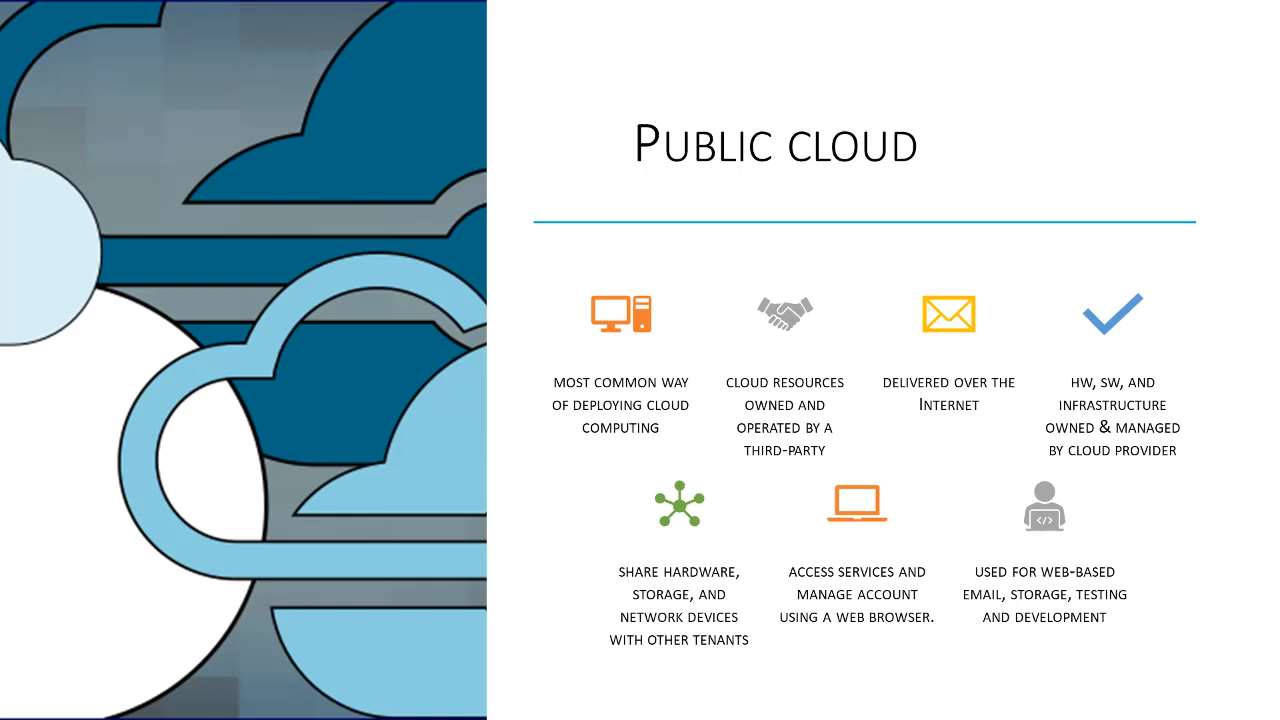 Public cloud
most common way
of deploying cloud
computing
cloud resources
owned and
operated by a
third-party
delivered over the
Internet
hw, sw, and
infrastructure
owned & managed
by cloud provider
share hardware,
storage, and
network devices
with other tenants
access services and
manage account
using a web browser.
used for web-based
email, storage, testing
and development